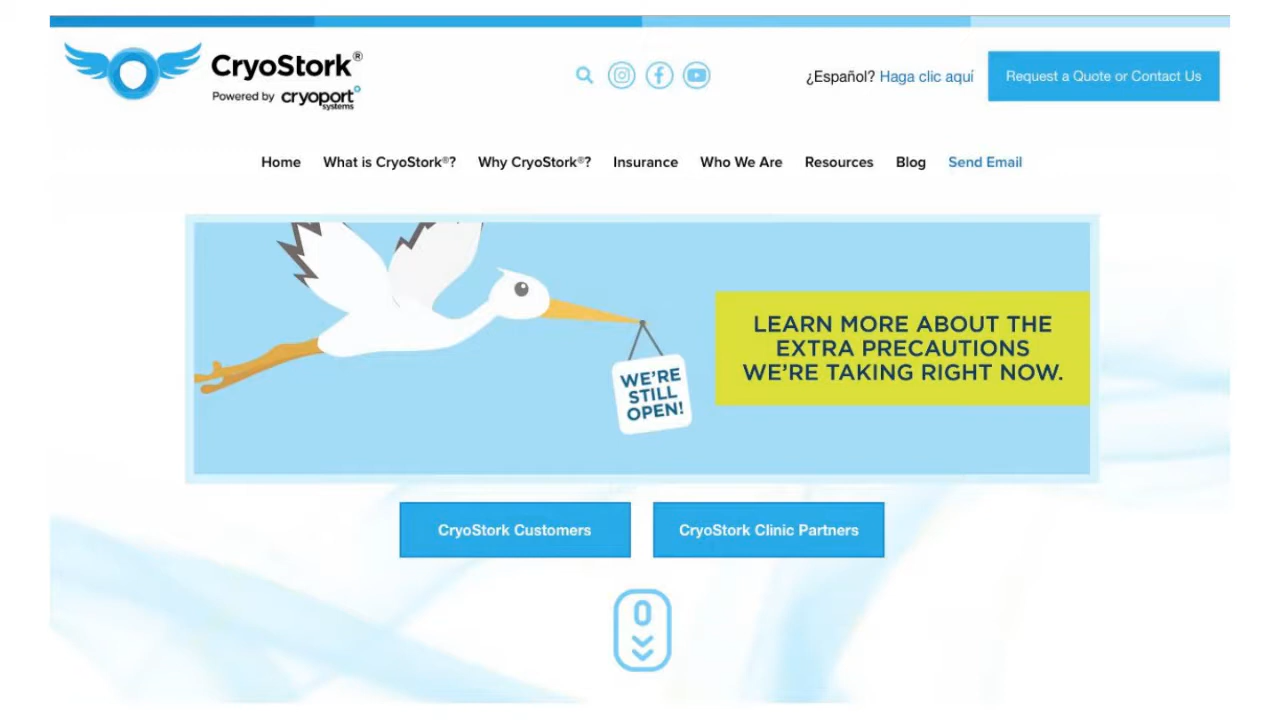 CryoStork®
Powered by cryoport
systems
¿Español? Haga clic aquí
Request a Quote or Contact Us
Home What is CryoStork®? Why CryoStork®? Insurance Who We Are Resources Blog Send Email
WE'RE
STILL
OPEN!
LEARN MORE ABOUT THE
EXTRA PRECAUTIONS
WE'RE TAKING RIGHT NOW.
CryoStork Customers
CryoStork Clinic Partners